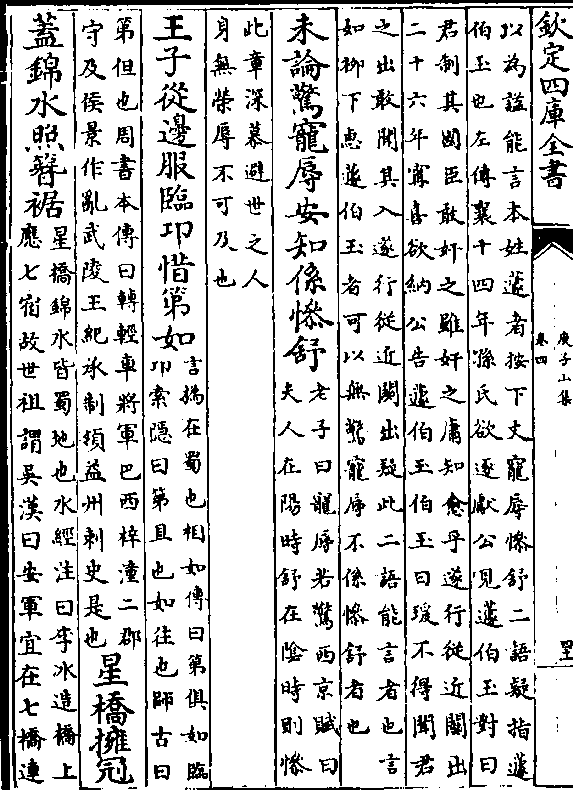 欽定四庫全書
庾子山集
卷四
以為諡能言本姓蘧者按下文寵辱慘舒二語疑指蘧
伯玉也左傳襄十四年孫氏欲逐獻公見蘧伯玉對曰
君制其國臣敢奸之雖奸之庸知愈乎遂行從近關出
二十六年甯喜欲納公告蘧伯玉伯玉曰瑗不得聞君
之出敢聞其入遂行從近關出疑此二語能言者也言
如柳下惠蘧伯玉者可以無驚寵辱不係慘舒者也
未論驚寵辱安知係慘舒
老子曰寵辱若驚西京賦曰
夫人在陽時舒在陰時則慘
此章深慕避世之人
身無榮辱不可及也
王子從邊服臨卭惜第如
言撝在蜀也相如傳曰第俱如臨
卭索隱曰第且也如往也師古曰
第但也周書本傳曰轉輕車將軍巴西梓潼二郡
守及侯景作亂武陵王紀承制授益州刺史是也
星橋擁冠
蓋錦水照簪裾
星橋錦水皆蜀地也水經注曰李冰造橋上
應七宿故世祖謂吳漢曰安軍宜在七橋連